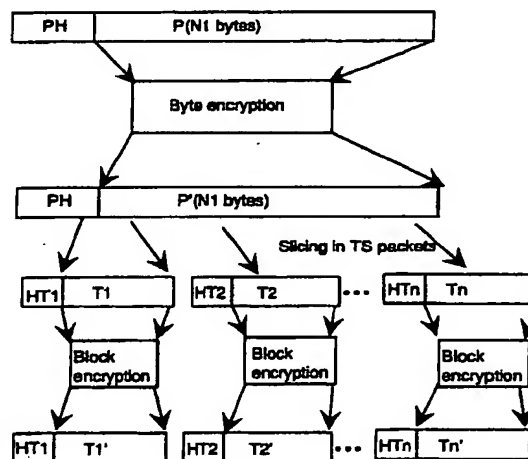 PH P(N1 bytes)
Byte encryption
PH P'(N1 bytes)
Slicing in TS packets
HT1 T1 HT2 T2 ••• HTn Tn
Block encryption Block encryption Block encryption
HT1 T1' HT2 T2' ••• HTn Tn'